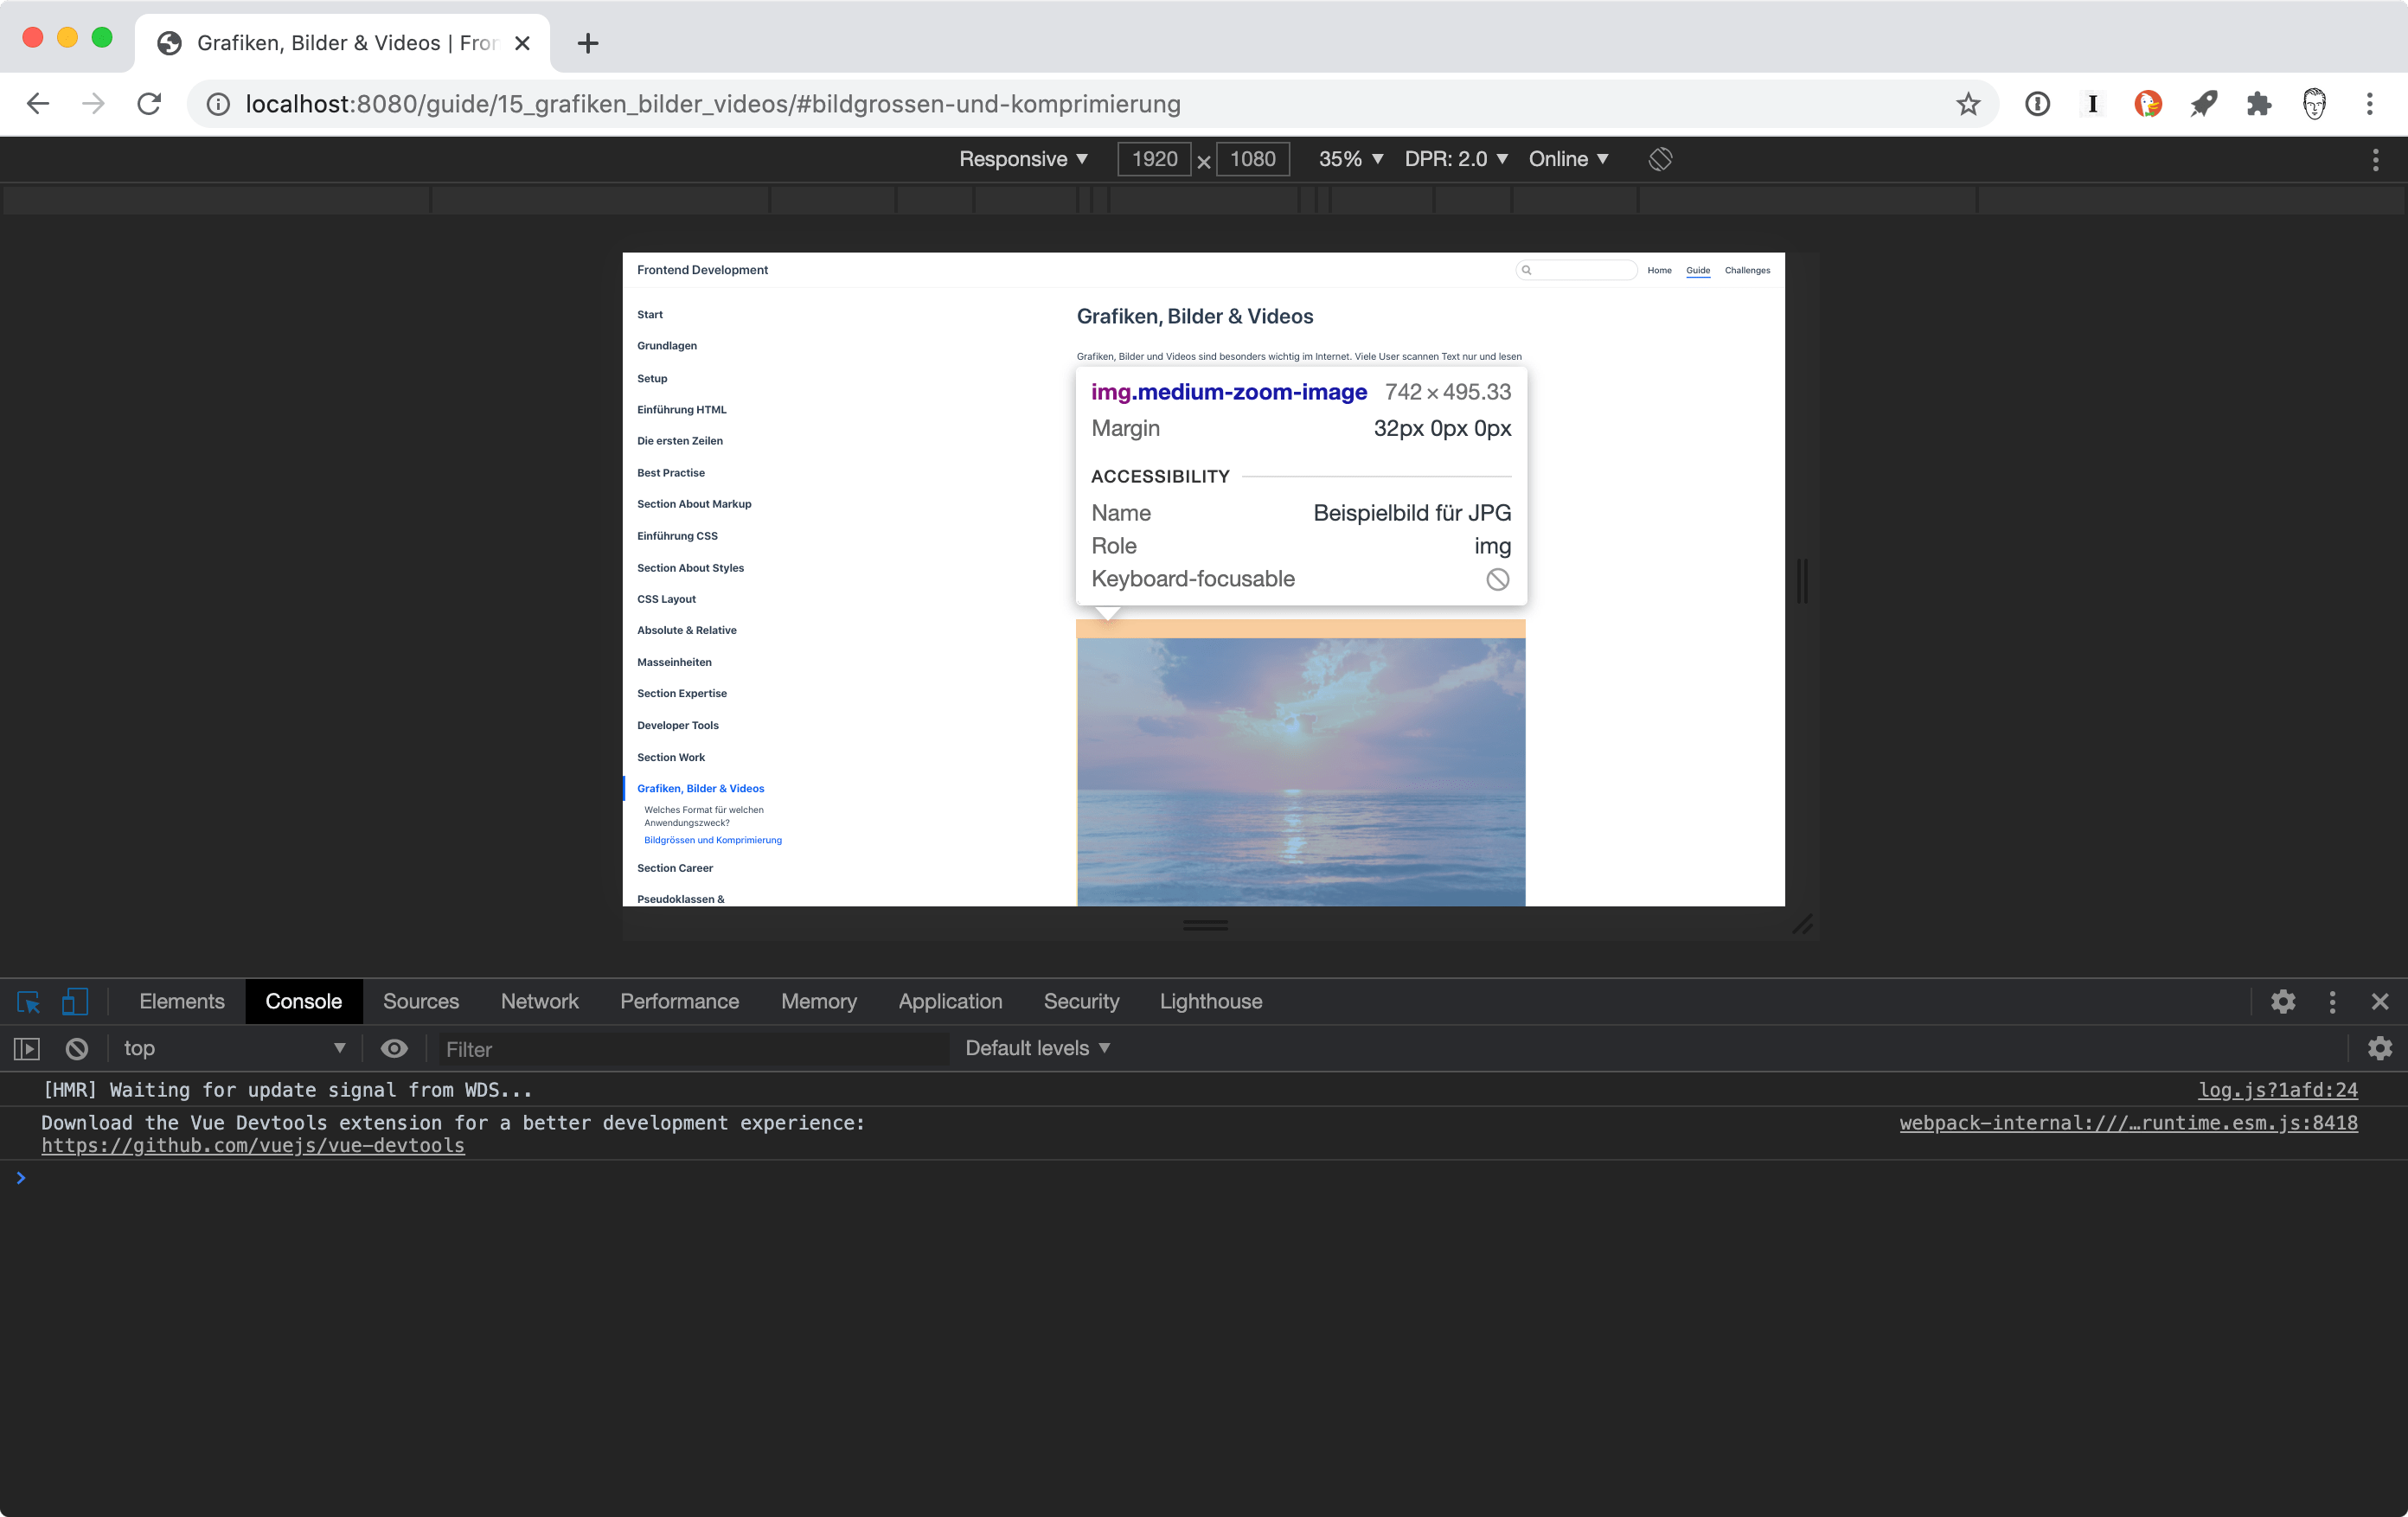 Grafiken, Bilder & Videos | Fron
localhost:8080/guide/15_grafiken_bilder_videos/#bildgrossen-und-komprimierung
Responsive ▼ 1920 × 1080 35% ▼ DPR: 2.0 ▼ Online ▼
Frontend Development
Home Guide Challenges
Start
Grundlagen
Setup
Einführung HTML
Die ersten Zeilen
Best Practise
Section About Markup
Einführung CSS
Section About Styles
CSS Layout
Absolute & Relative
Masseinheiten
Section Expertise
Developer Tools
Section Work
Grafiken, Bilder & Videos
Welches Format für welchen
Anwendungszweck?
Bildgrössen und Komprimierung
Section Career
Pseudoklassen &
Grafiken, Bilder & Videos
Grafiken, Bilder und Videos sind besonders wichtig im Internet. Viele User scannen Text nur und lesen
img.medium-zoom-image 742 × 495.33
Margin 32px 0px 0px
ACCESSIBILITY
Name Beispielbild für JPG
Role img
Keyboard-focusable
Elements Console Sources Network Performance Memory Application Security Lighthouse
top ▼ Filter Default levels ▼
[HMR] Waiting for update signal from WDS... log.js?1afd:24
Download the Vue Devtools extension for a better development experience: webpack-internal:///…runtime.esm.js:8418
https://github.com/vuejs/vue-devtools